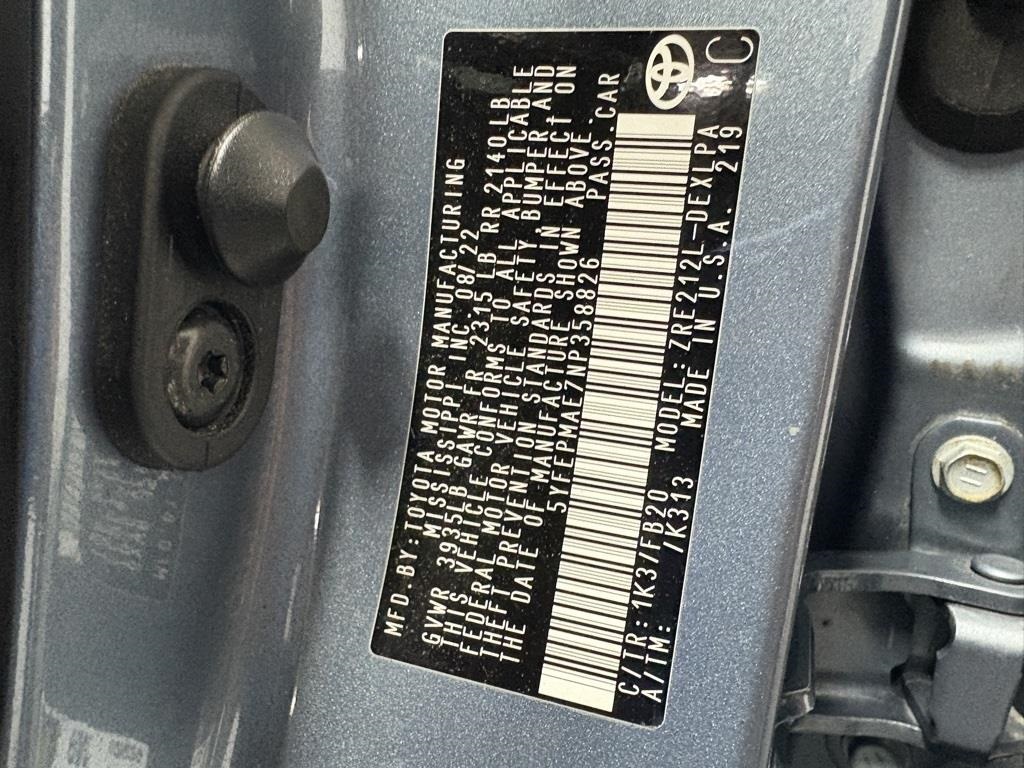 MFD. BY: TOYOTA MOTOR MANUFACTURING
MISSISSIPPI INC. 08/22
GVWR 3935LB GAWR FR 2315 LB RR 2140LB
THIS VEHICLE CONFORMS TO ALL APPLICABLE
FEDERAL MOTOR VEHICLE SAFETY, BUMPER, AND
THEFT PREVENTION STANDARDS IN EFFECT ON
THE DATE OF MANUFACTURE SHOWN ABOVE.
5YFEPMAE7NP358826 PASS. CAR
C/TR: 1K3/FB20 MODEL: ZRE212L-DEXLPA
A/TM: /K313 MADE IN U.S.A. 219
C